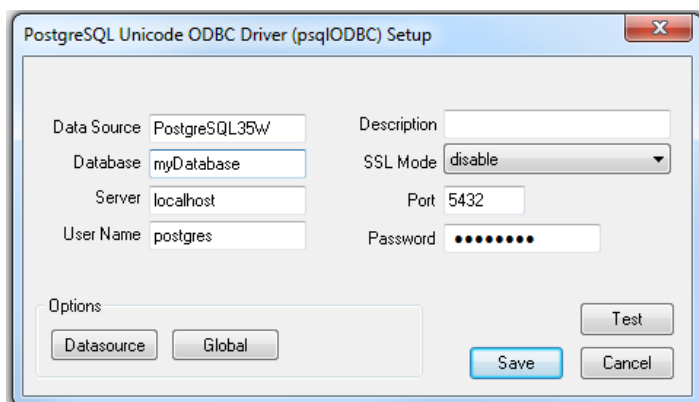 PostgreSQL Unicode ODBC Driver (psqlODBC) Setup
Data Source PostgreSQL35W Description
Database myDatabase SSL Mode disable
Server localhost Port 5432
User Name postgres Password ••••••••
Options
Datasource Global Test
Save Cancel